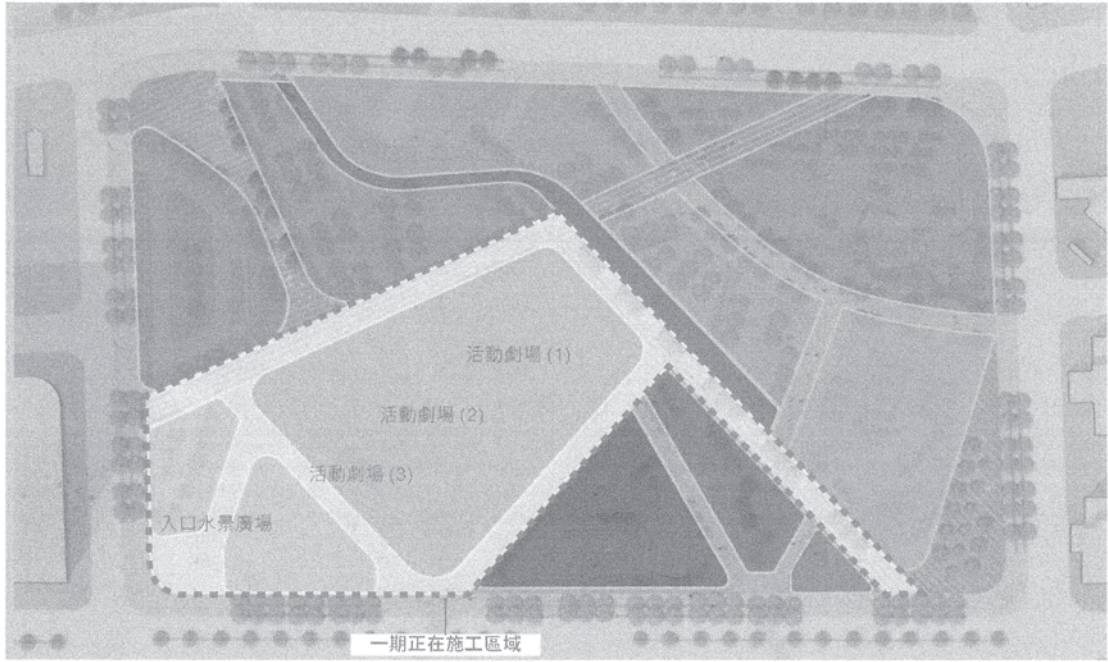 活動劇場 (1)
活動劇場 (2)
活動劇場 (3)
入口水景廣場
一期正在施工區域